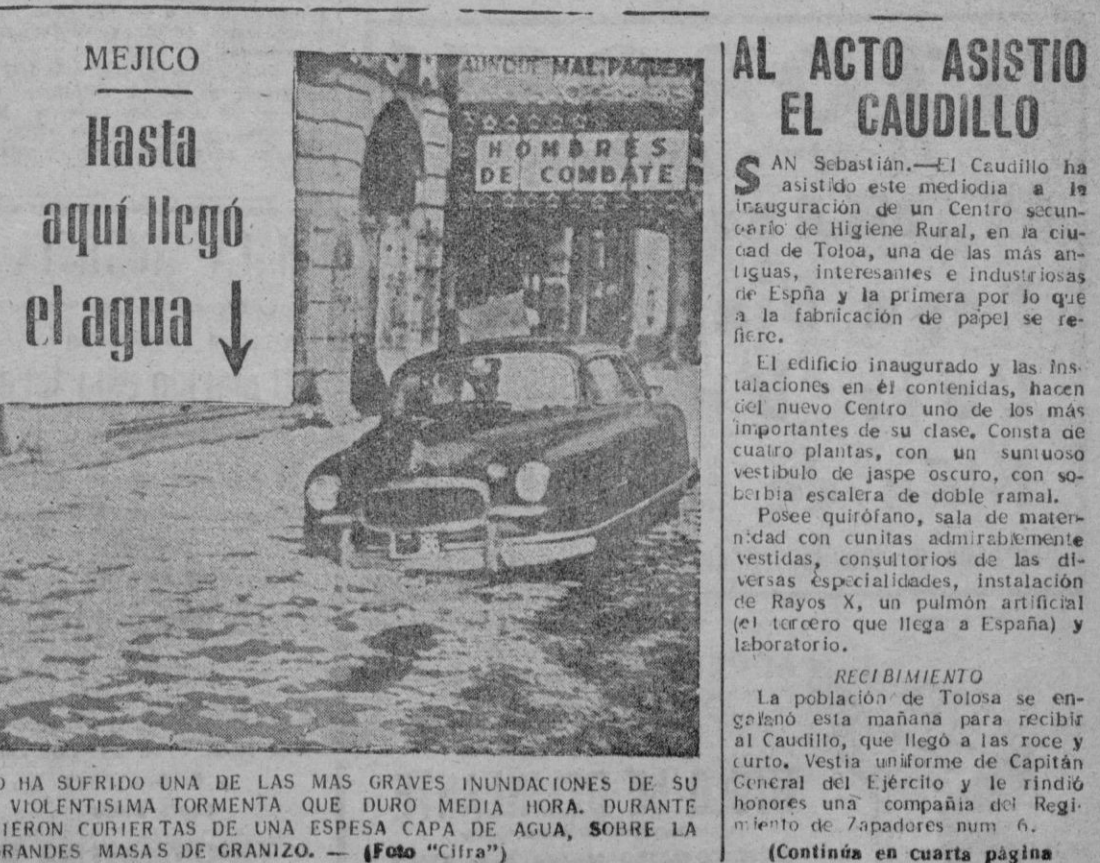 MEJICO
Hasta
aquí llegó
el agua
AUNQUE MAL PAGUEN
HOMBRES
DE COMBATE
O HA SUFRIDO UNA DE LAS MAS GRAVES INUNDACIONES DE SU
VIOLENTISIMA TORMENTA QUE DURO MEDIA HORA. DURANTE
IERON CUBIERTAS DE UNA ESPESA CAPA DE AGUA, SOBRE LA
GRANDES MASAS DE GRANIZO. — (Foto "Cifra")
AL ACTO ASISTIO
EL CAUDILLO
SAN Sebastián.—El Caudillo ha
asistido este mediodia a la
inauguración de un Centro secun-
dario de Higiene Rural, en la ciu-
dad de Toloa, una de las más an-
tiguas, interesantes e industriosas
de Espña y la primera por lo que
a la fabricación de papel se re-
fiere.
El edificio inaugurado y las ins-
talaciones en él contenidas, hacen
del nuevo Centro uno de los más
importantes de su clase. Consta de
cuatro plantas, con un suntuoso
vestíbulo de jaspe oscuro, con so-
berbia escalera de doble ramal.
Posee quirófano, sala de mater-
nidad con cunitas admirablemente
vestidas, consultorios de las di-
versas especialidades, instalación
de Rayos X, un pulmón artificial
(el tercero que llega a España) y
laboratorio.
RECIBIMIENTO
La población de Tolosa se en-
galanó esta mañana para recibir
al Caudillo, que llegó a las roce y
curto. Vestia uniforme de Capitán
General del Ejército y le rindió
honores una compañia del Regi-
miento de Zapadores num 6.
(Continúa en cuarta página